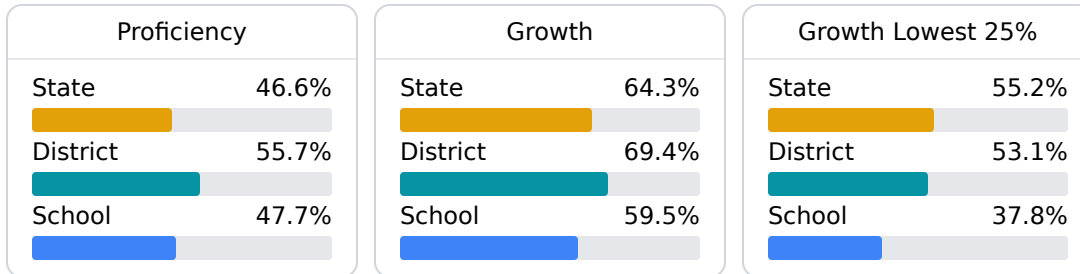 Proficiency
State 46.6%
District 55.7%
School 47.7%
Growth
State 64.3%
District 69.4%
School 59.5%
Growth Lowest 25%
State 55.2%
District 53.1%
School 37.8%